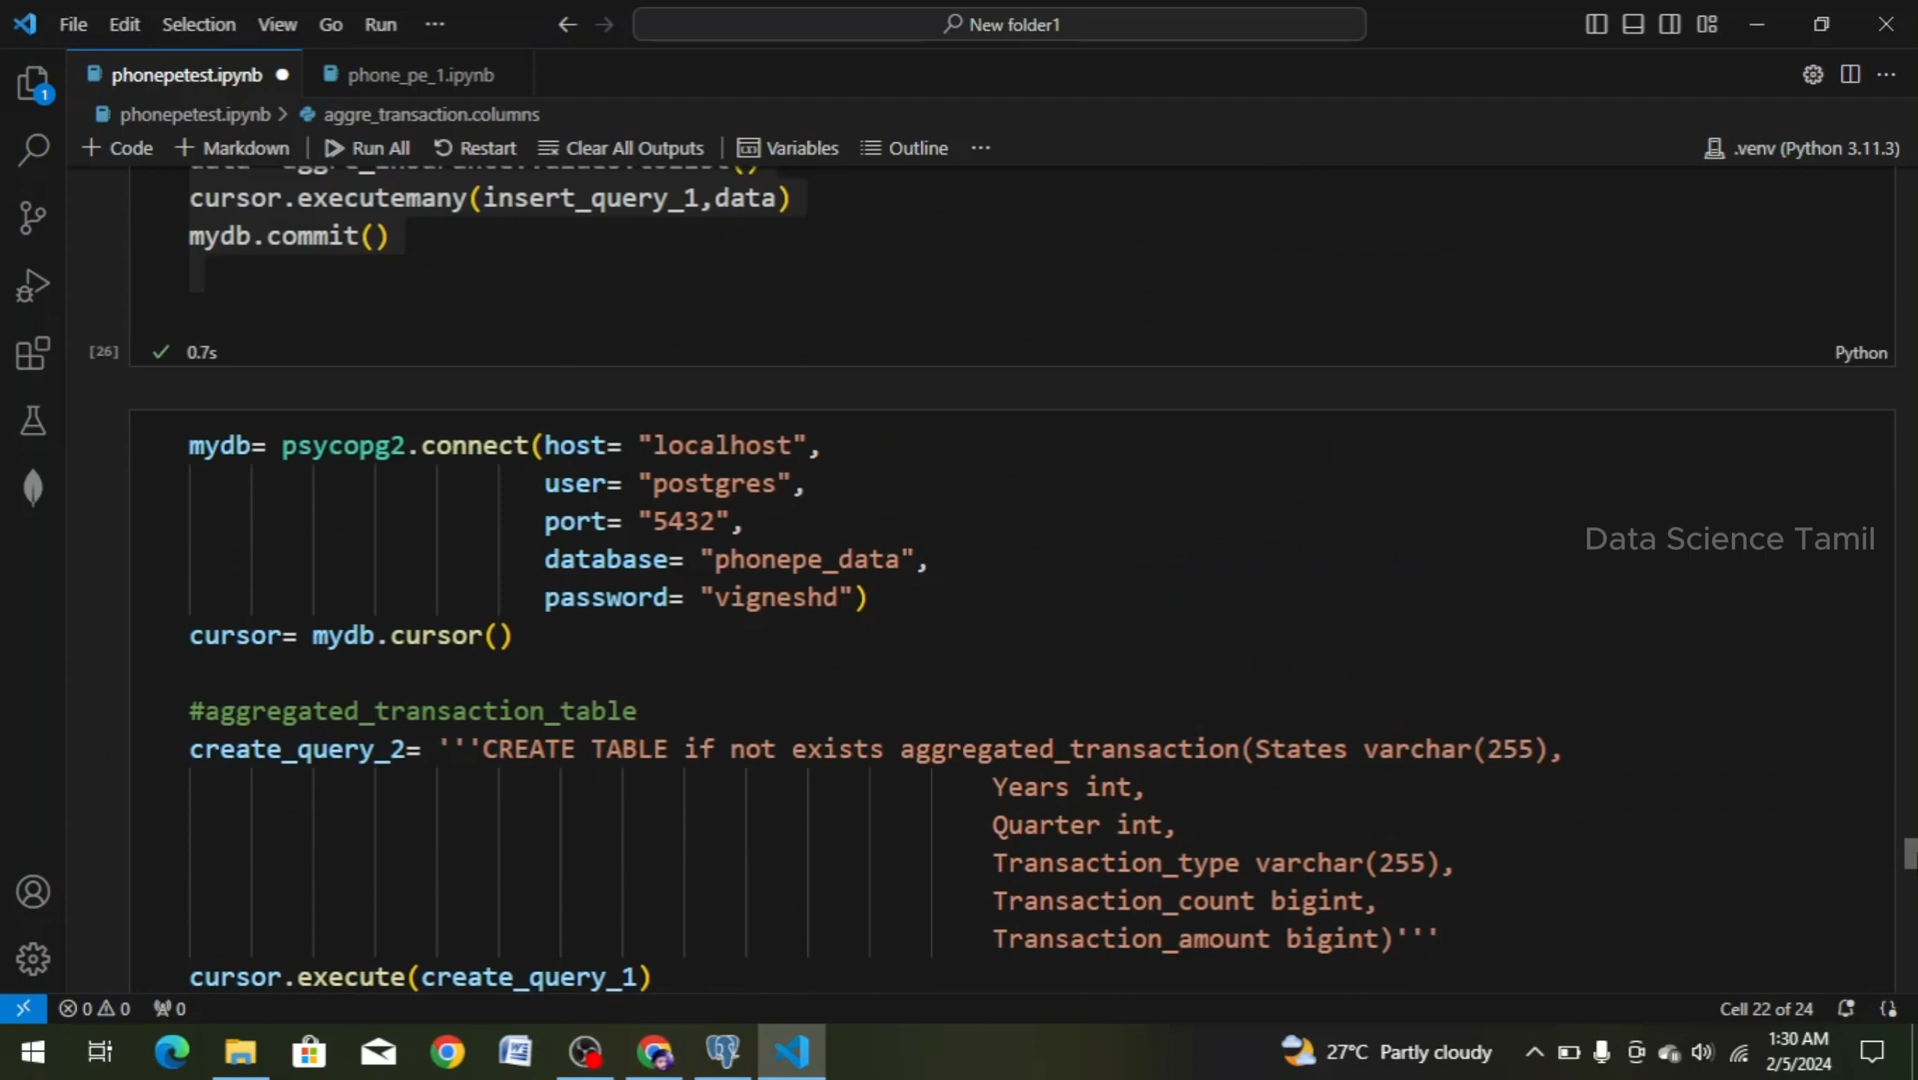 File Edit Selection View Go Run ··· New folder1
phonepetest.ipynb phone_pe_1.ipynb
phonepetest.ipynb > aggre_transaction.columns
+ Code + Markdown Run All Restart Clear All Outputs Variables Outline ··· .venv (Python 3.11.3)
cursor.executemany(insert_query_1,data)
mydb.commit()
[26] 0.7s Python
mydb= psycopg2.connect(host= "localhost",
user= "postgres",
port= "5432",
database= "phonepe_data",
password= "vigneshd")
Data Science Tamil
cursor= mydb.cursor()
#aggregated_transaction_table
create_query_2= '''CREATE TABLE if not exists aggregated_transaction(States varchar(255),
Years int,
Quarter int,
Transaction_type varchar(255),
Transaction_count bigint,
Transaction_amount bigint)'''
cursor.execute(create_query_1)
1
0 0 0 Cell 22 of 24
27°C Partly cloudy 1:30 AM
2/5/2024